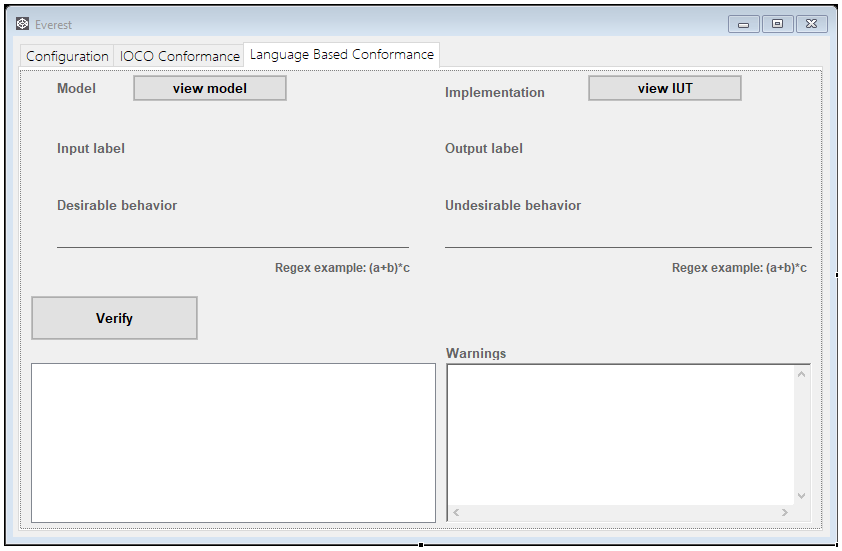 Everest
Configuration IOCO Conformance Language Based Conformance
Model view model Implementation view IUT
Input label Output label
Desirable behavior Undesirable behavior
Regex example: (a+b)*c Regex example: (a+b)*c
Verify
Warnings